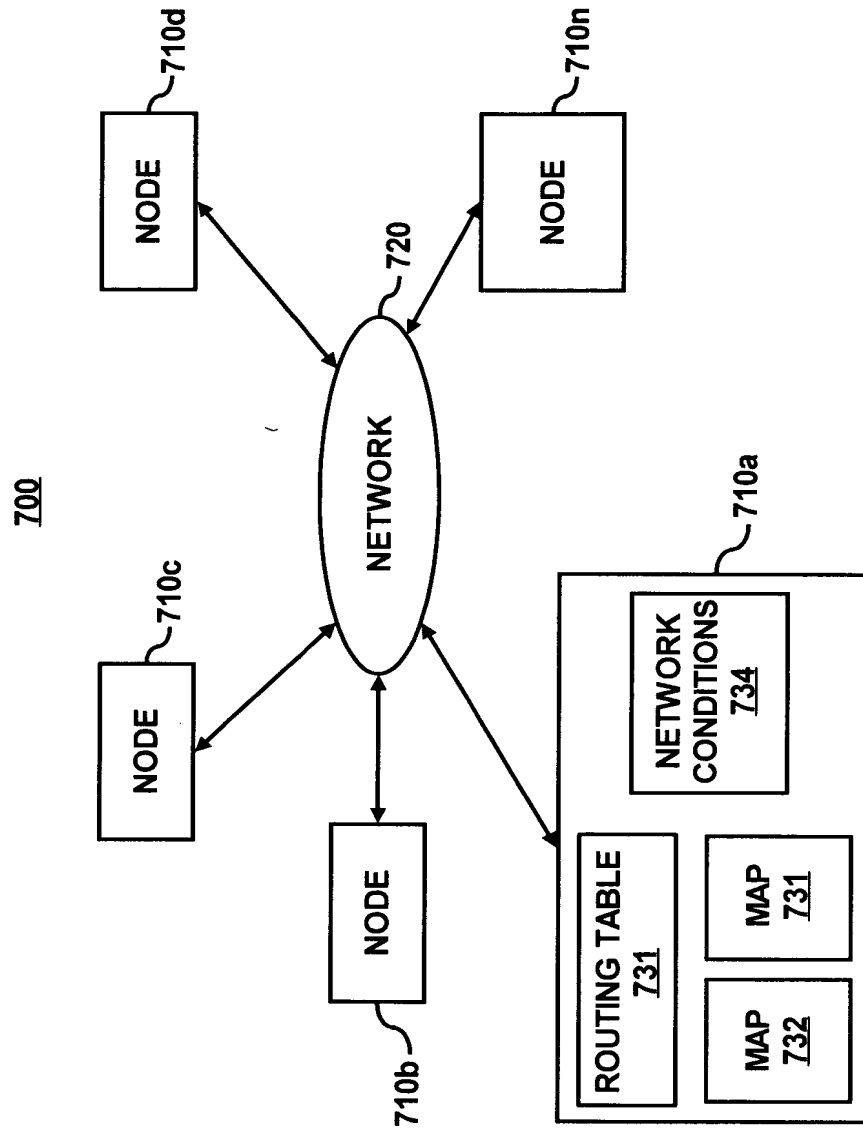 700
NODE
710c
NODE
710d
NODE
710b
NETWORK
720
NODE
710n
710a
ROUTING TABLE
731
NETWORK
CONDITIONS
734
MAP
732
MAP
731